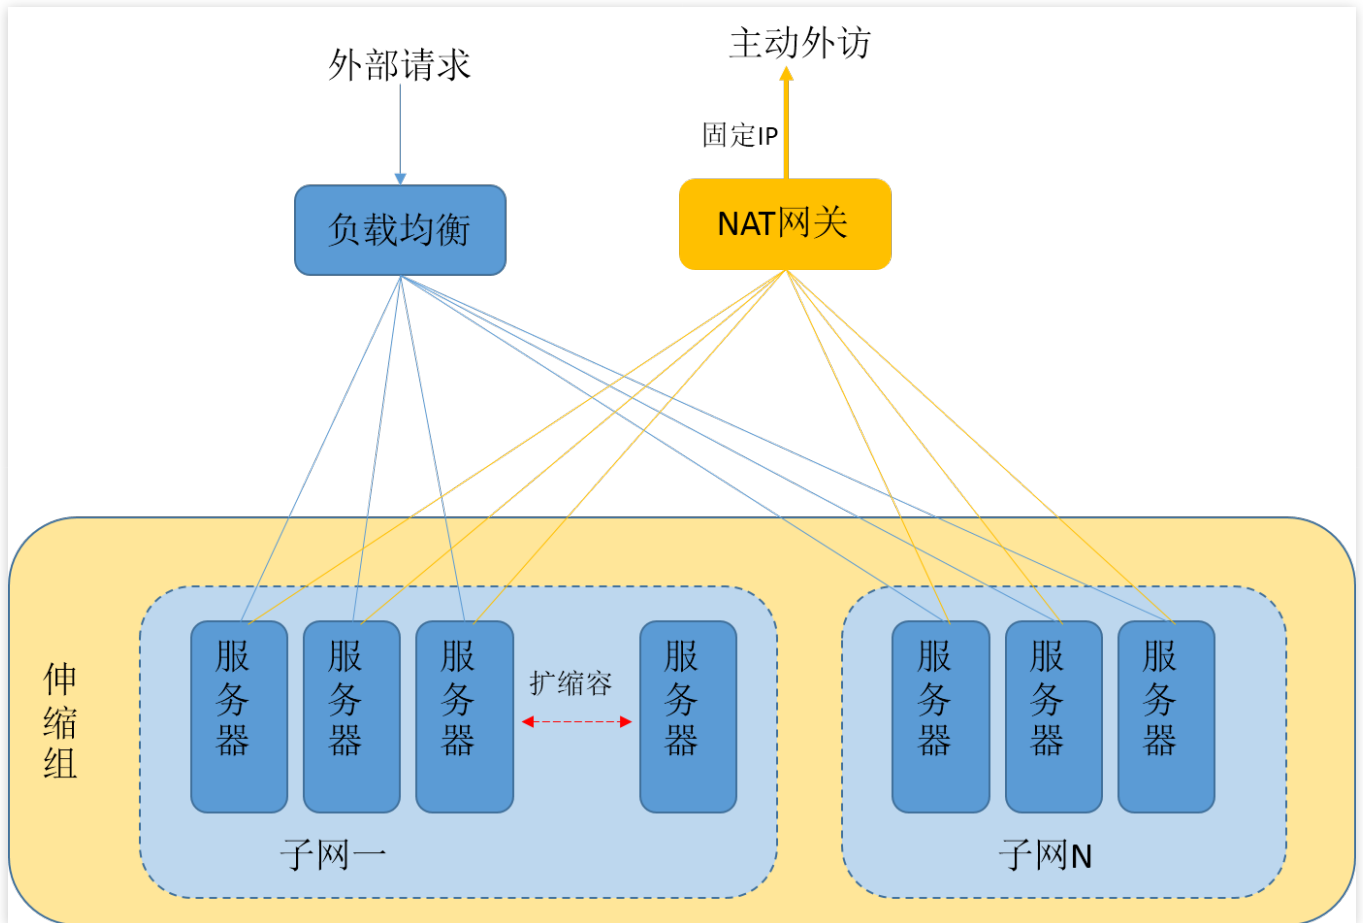 外部请求
主动外访
固定IP
负载均衡
NAT网关
伸缩组
服务器
服务器
服务器
扩缩容
服务器
服务器
服务器
服务器
子网一
子网N